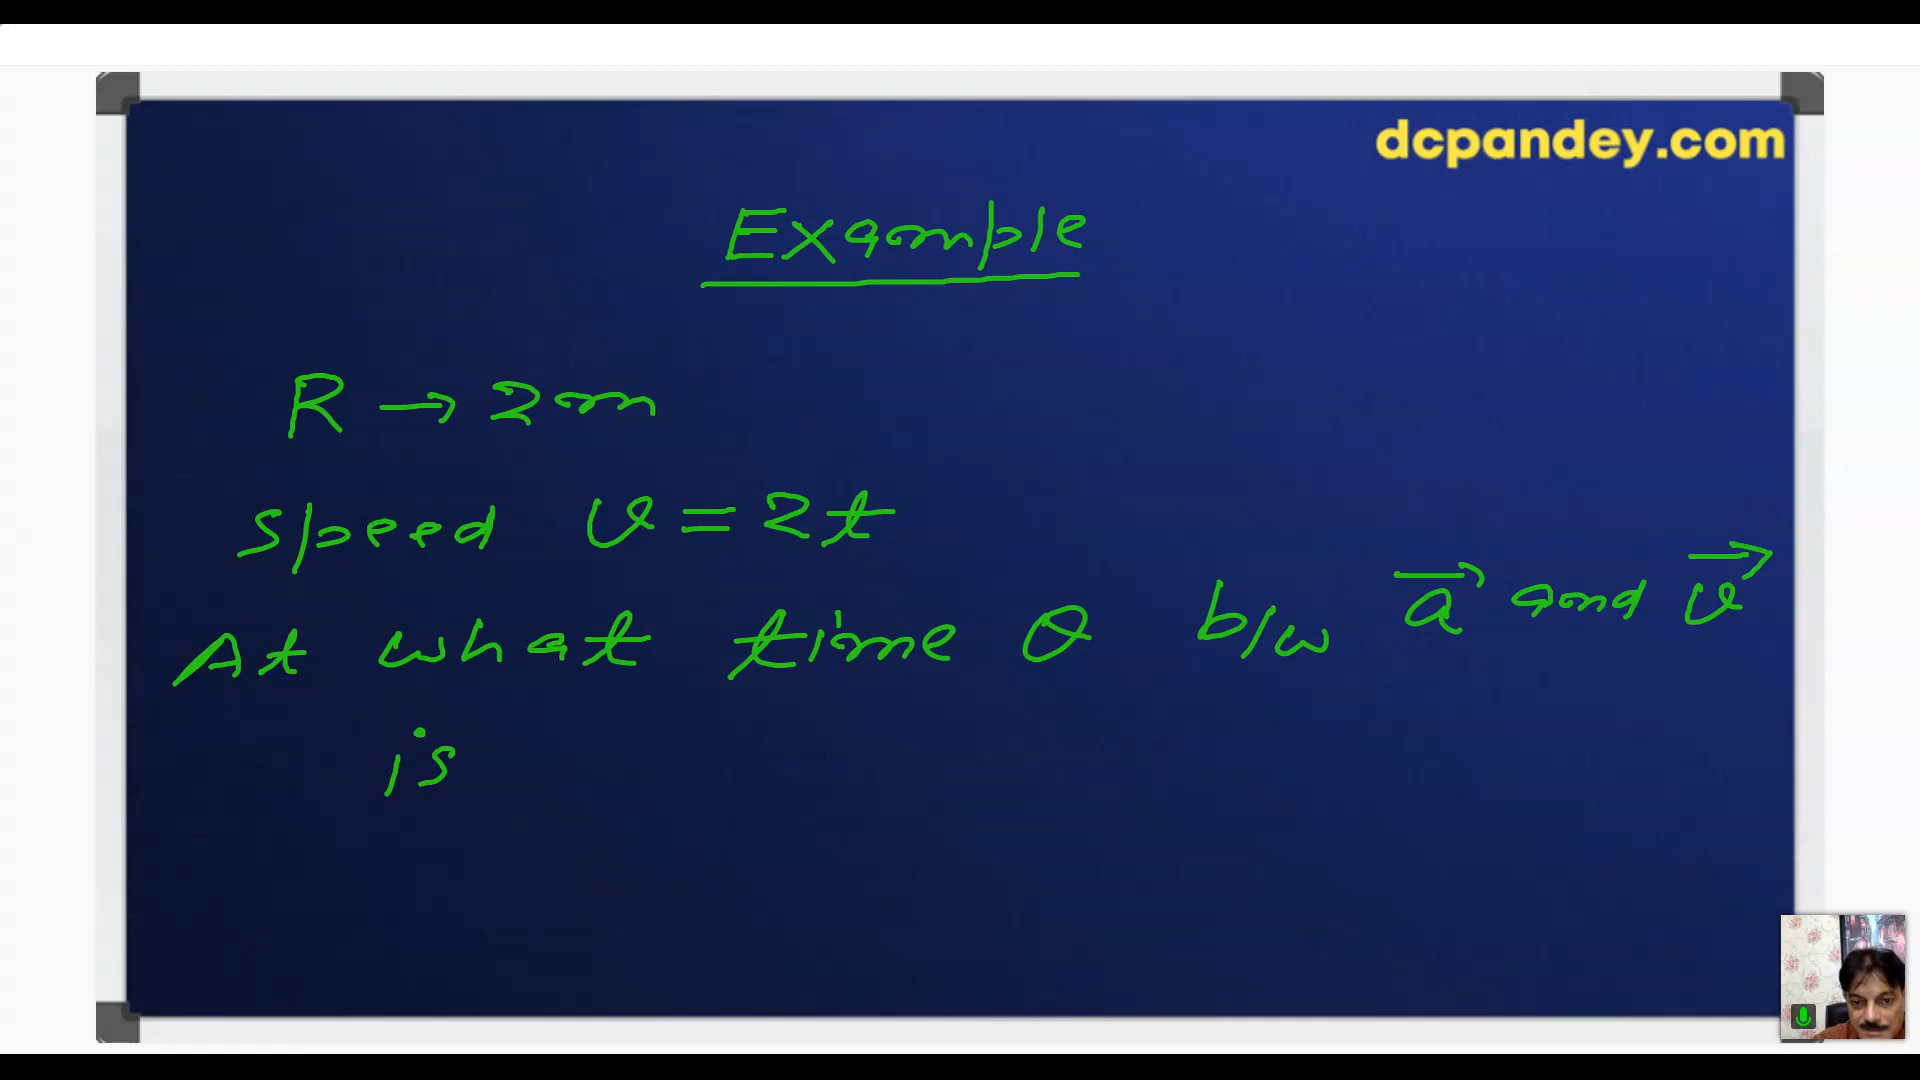 dcpandey.com
Example
R → 2m
speed v = 2t
At what time θ b/w a⃗ and v⃗
is